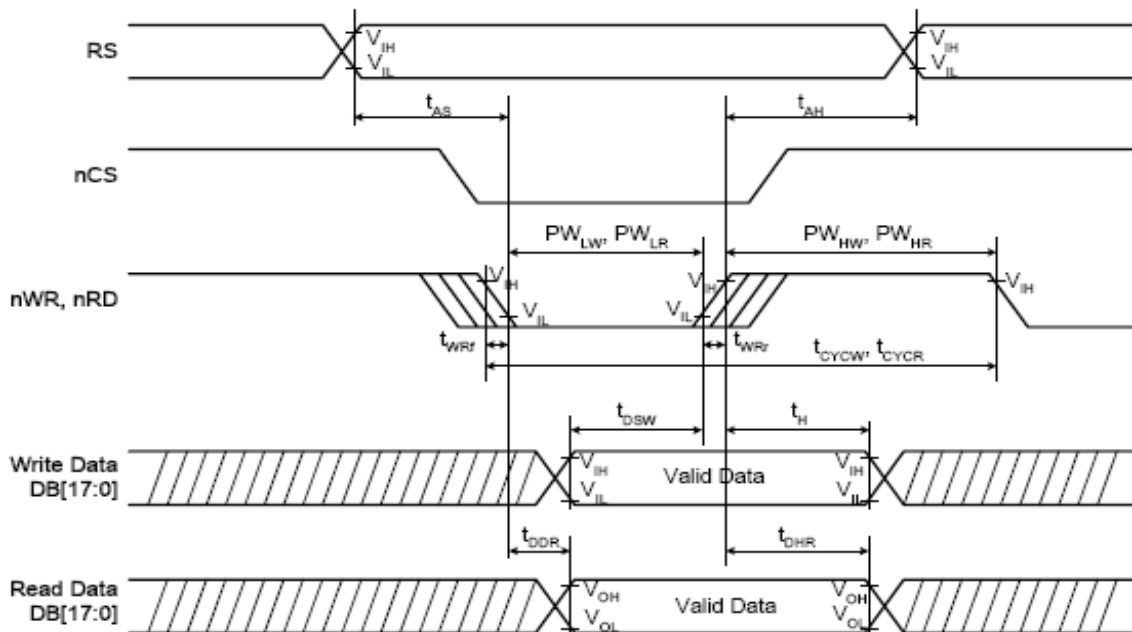 RS
V_IH
V_IH
V_IL
V_IL
t_AS
t_AH
nCS
PW_LW, PW_LR
PW_HW, PW_HR
nWR, nRD
V_IH
V_IH
V_IH
V_IL
V_IL
t_WRf
t_WRr
t_CYCW, t_CYCR
t_DSW
t_H
Write Data
DB[17:0]
V_IH
Valid Data
V_IH
V_IL
V_IL
t_DDR
t_DHR
Read Data
DB[17:0]
V_OH
Valid Data
V_OH
V_OL
V_OL